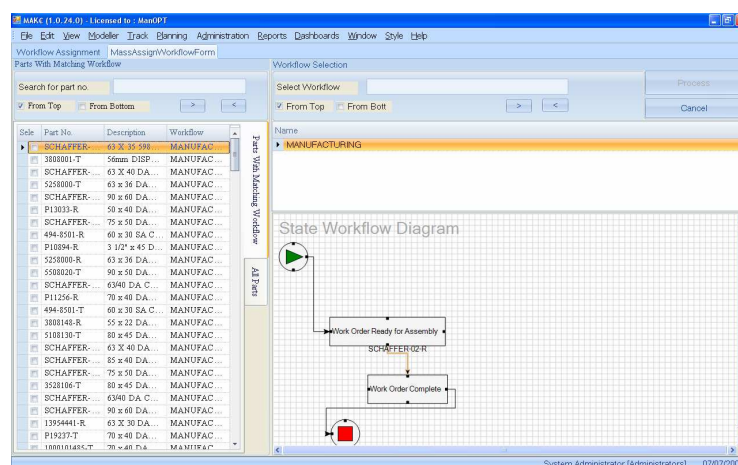 MAK€ (1.0.24.0) - Licensed to : ManOPT
File Edit View Modeller Track Planning Administration Reports Dashboards Window Style Help
Workflow Assignment MassAssignWorkflowForm
Parts With Matching Workflow
Search for part no.
From Top From Bottom > <
Sele Part No. Description Workflow
SCHAFFER-... 63 X 35 598... MANUFAC...
3808001-T 56mm DISP... MANUFAC...
SCHAFFER-... 63 X 40 DA... MANUFAC...
5258000-T 63 x 36 DA... MANUFAC...
SCHAFFER-... 90 x 60 DA... MANUFAC...
P13033-R 50 x 40 DA... MANUFAC...
SCHAFFER-... 75 x 50 DA... MANUFAC...
494-8501-R 60 x 30 SA C... MANUFAC...
P10894-R 3 1/2" x 45 D... MANUFAC...
5258000-R 63 x 36 DA... MANUFAC...
5508020-T 90 x 50 DA... MANUFAC...
SCHAFFER-... 63/40 DA C... MANUFAC...
P11256-R 70 x 40 DA... MANUFAC...
494-8501-T 60 x 30 SA C... MANUFAC...
3808148-R 55 x 22 DA... MANUFAC...
5108130-T 80 x 45 DA... MANUFAC...
SCHAFFER-... 63 X 40 DA... MANUFAC...
SCHAFFER-... 85 x 40 DA... MANUFAC...
SCHAFFER-... 75 x 50 DA... MANUFAC...
3528106-T 80 x 45 DA... MANUFAC...
SCHAFFER-... 63/40 DA C... MANUFAC...
SCHAFFER-... 90 x 60 DA... MANUFAC...
13954441-R 63 X 30 DA... MANUFAC...
P19237-T 70 x 40 DA... MANUFAC...
1000101485-T 70 x 40 DA... MANUFAC...
Parts With Matching Workflow
All Parts
Workflow Selection
Select Workflow
From Top From Bott > <
Process
Cancel
Name
MANUFACTURING
State Workflow Diagram
Work Order Ready for Assembly
SCHAFFER-02-R
Work Order Complete
System Administrator [Administrators] 07/07/200